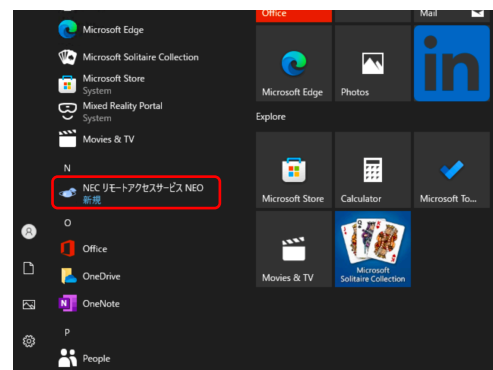 Microsoft Edge
Microsoft Solitaire Collection
Microsoft Store
System
Mixed Reality Portal
System
Movies & TV
N
NEC リモートアクセスサービス NEO
新規
O
Office
OneDrive
OneNote
P
People
Office
Mail
Microsoft Edge
Photos
in
Explore
Microsoft Store
Calculator
Microsoft To...
Movies & TV
Microsoft
Solitaire Collection